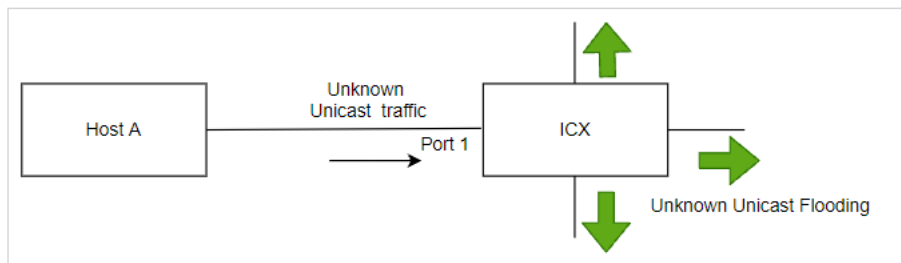 Host A
Unknown
Unicast traffic
Port 1
ICX
Unknown Unicast Flooding